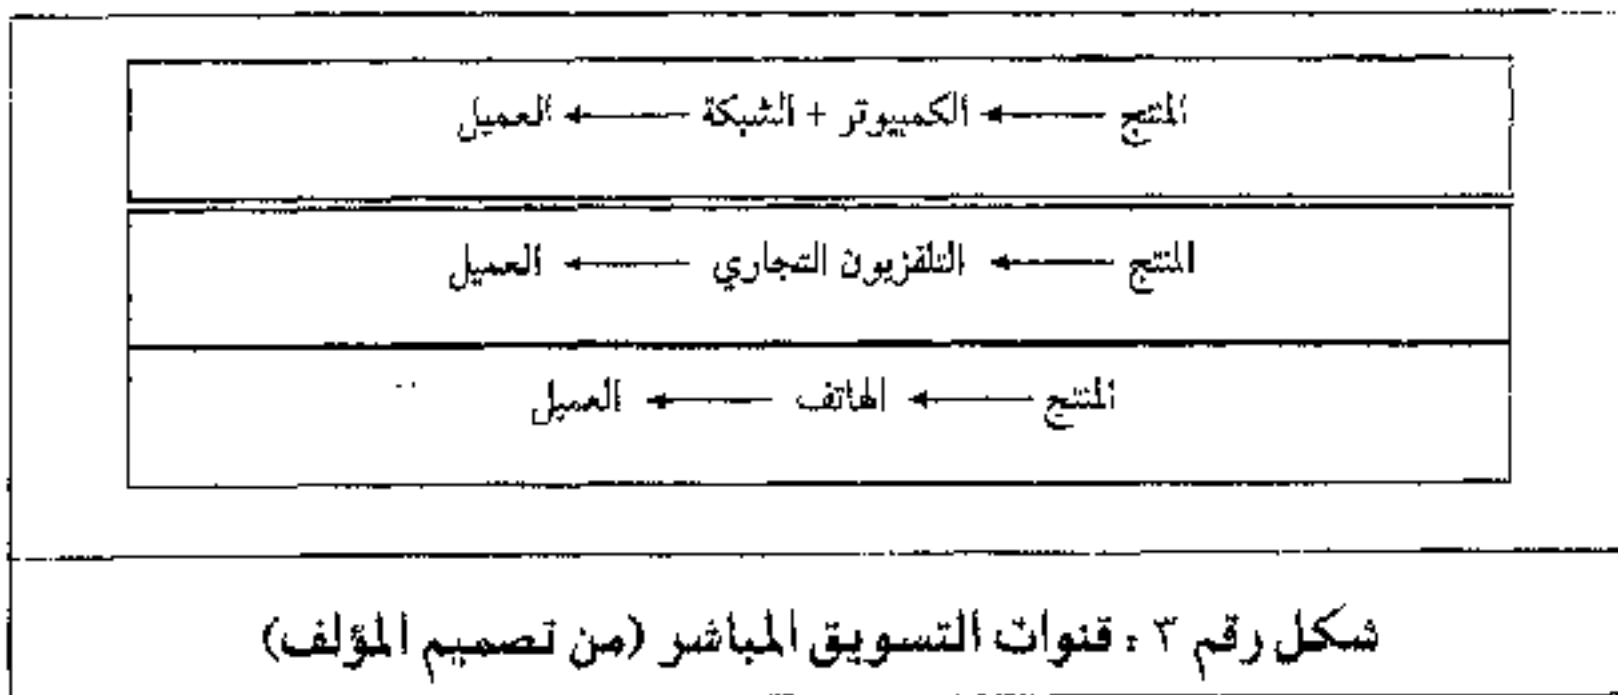 المنتج ← الكمبيوتر + الشبكة ← العميل
المنتج ← التلفزيون التجاري ← العميل
المنتج ← الهاتف ← العميل
شكل رقم ٣ : قنوات التسويق المباشر (من تصميم المؤلف)